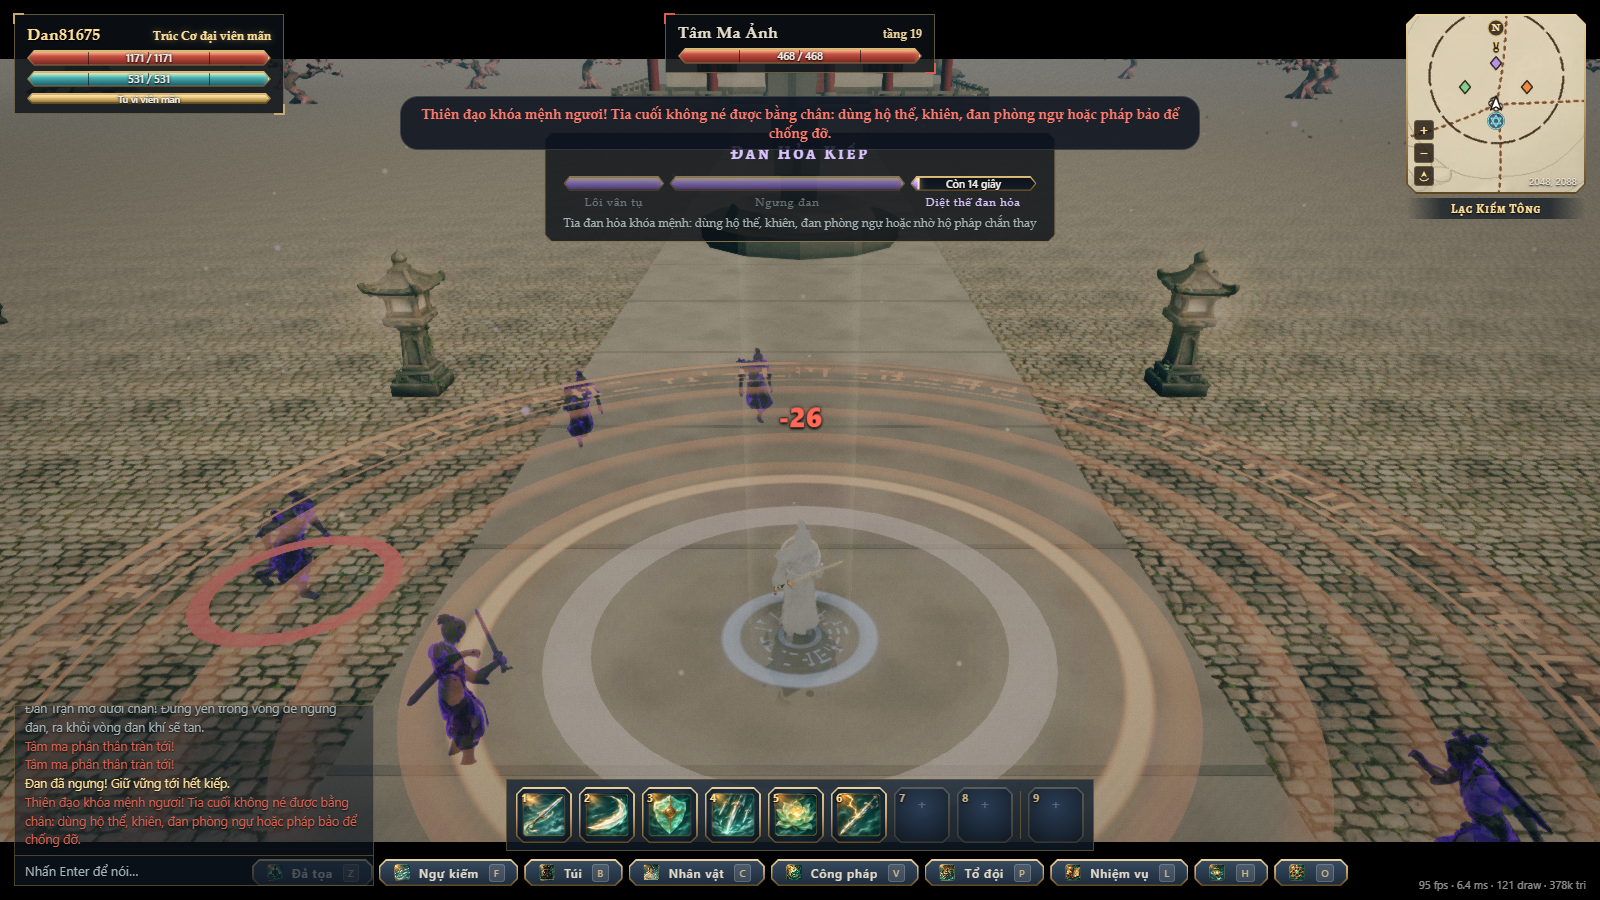 Dan81675
Trúc Cơ đại viên mãn
1171 / 1171
531 / 531
Tu vi viên mãn
Tâm Ma Ảnh
tầng 19
468 / 468
Thiên đạo khóa mệnh ngươi! Tia cuối không né được bằng chân: dùng hộ thể, khiên, đan phòng ngự hoặc pháp bảo để
chống đỡ.
Đan Hỏa Kiếp
Còn 14 giây
Lôi vân tụ
Ngưng đan
Diệt thế đan hỏa
Tia đan hỏa khóa mệnh: dùng hộ thể, khiên, đan phòng ngự hoặc nhờ hộ pháp chắn thay
N
+
−
2048, 2088
Lạc Kiếm Tông
-26
Đan Trận mở dưới chân! Đứng yên trong vòng để ngưng
đan, ra khỏi vòng đan khí sẽ tan.
Tâm ma phân thân tràn tới!
Tâm ma phân thân tràn tới!
Đan đã ngưng! Giữ vững tới hết kiếp.
Thiên đạo khóa mệnh ngươi! Tia cuối không né được bằng
chân: dùng hộ thể, khiên, đan phòng ngự hoặc pháp bảo để
chống đỡ.
Nhấn Enter để nói...
1
2
3
4
5
6
7 +
8 +
9 +
Đả tọa Z
Ngự kiếm F
Túi B
Nhân vật C
Công pháp V
Tổ đội P
Nhiệm vụ L
H
O
95 fps · 6.4 ms · 121 draw · 378k tri